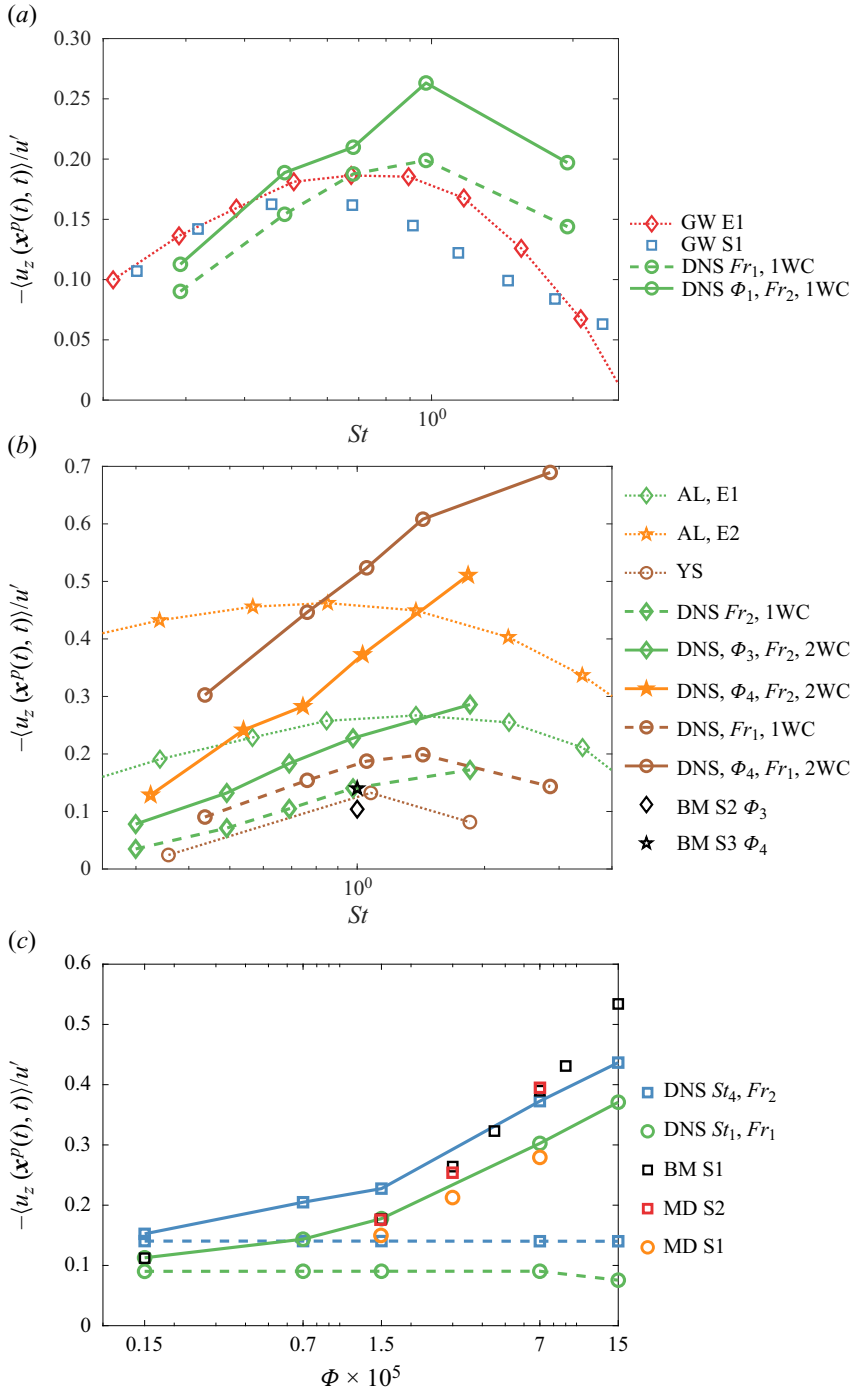 (a)
0.30
0.25
0.20
0.15
0.10
0.05
0
−⟨u_z (x^p(t), t)⟩/u′
10^0
St
GW E1
GW S1
DNS Fr_1, 1WC
DNS Φ_1, Fr_2, 1WC
(b)
0.7
0.6
0.5
0.4
0.3
0.2
0.1
0
−⟨u_z (x^p(t), t)⟩/u′
10^0
St
AL, E1
AL, E2
YS
DNS Fr_2, 1WC
DNS, Φ_3, Fr_2, 2WC
DNS, Φ_4, Fr_2, 2WC
DNS, Fr_1, 1WC
DNS, Φ_4, Fr_1, 2WC
BM S2 Φ_3
BM S3 Φ_4
(c)
0.6
0.5
0.4
0.3
0.2
0.1
0
−⟨u_z (x^p(t), t)⟩/u′
0.15 0.7 1.5 7 15
Φ × 10^5
DNS St_4, Fr_2
DNS St_1, Fr_1
BM S1
MD S2
MD S1